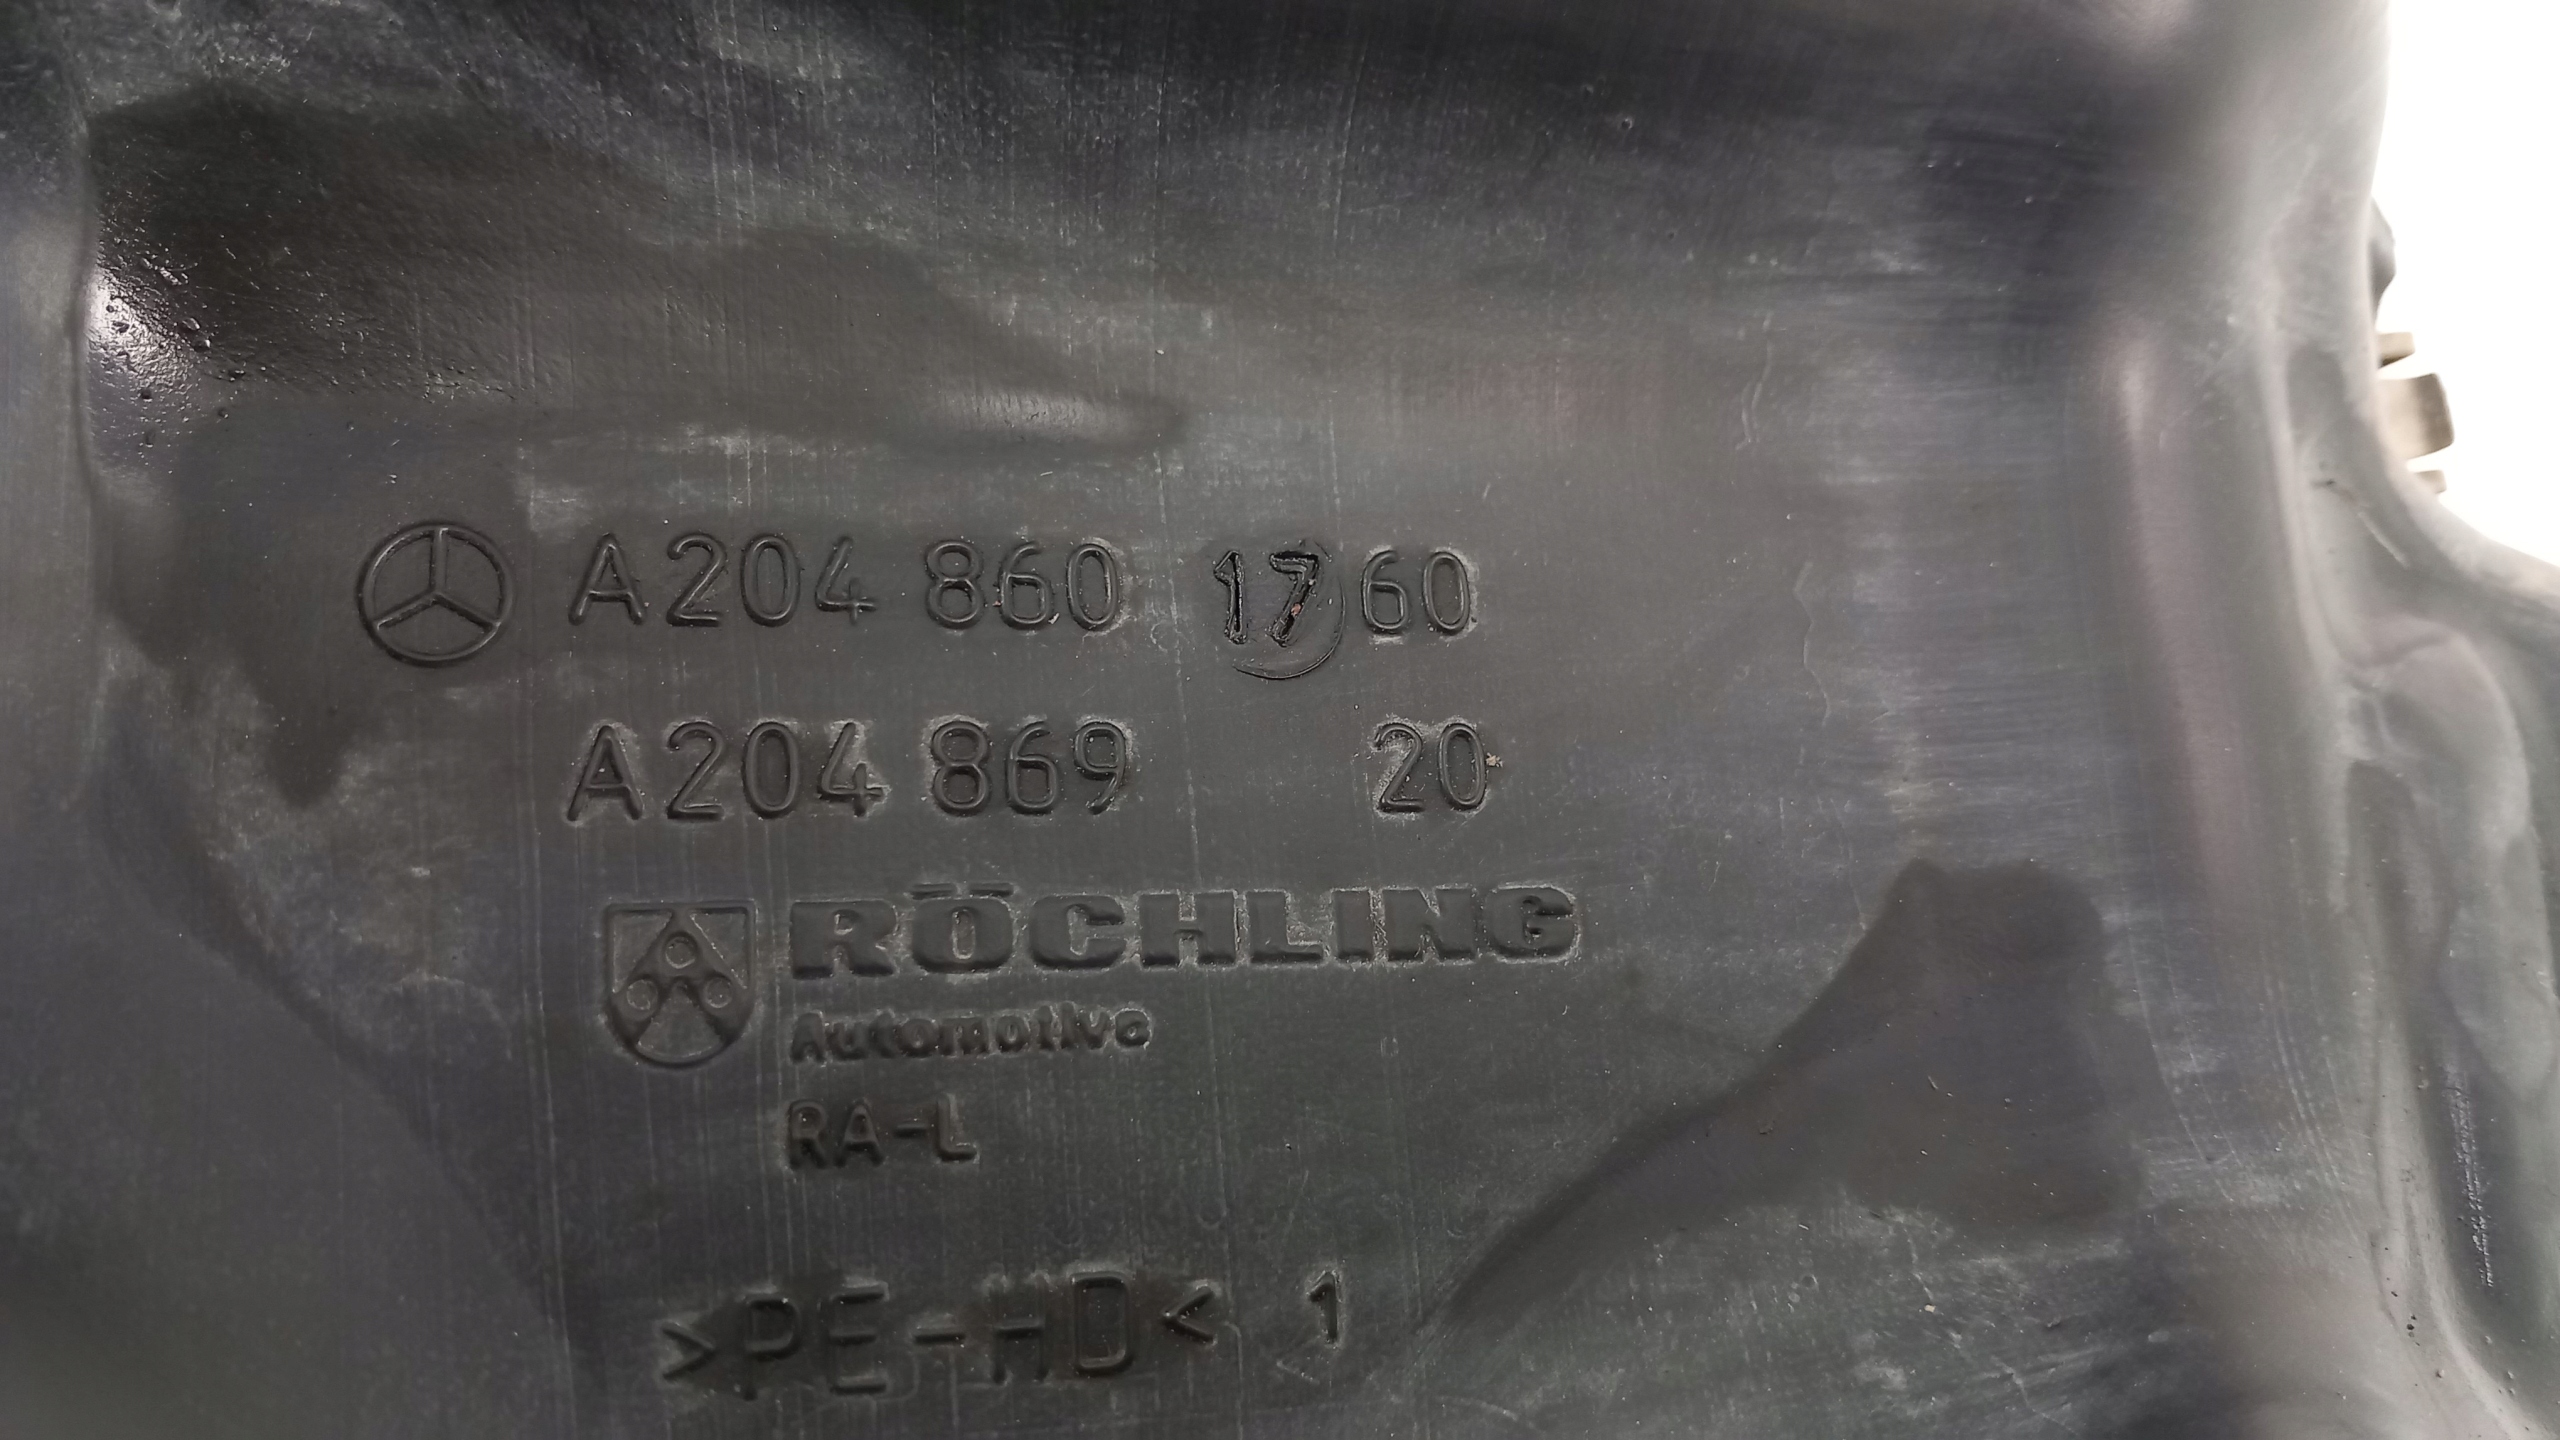 A204 860 1760
A204 869 20
RÖCHLING
Automotive
RA-L
>PE-HD< 1